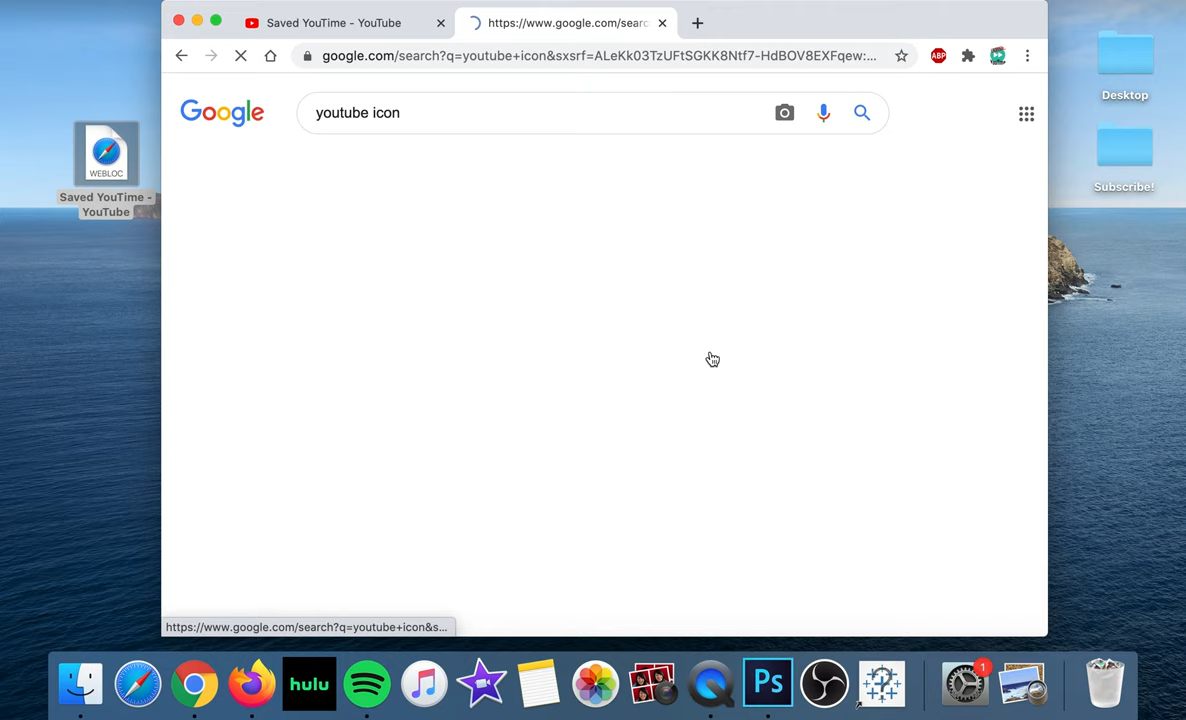 Saved YouTime - YouTube
https://www.google.com/searc
google.com/search?q=youtube+icon&sxsrf=ALeKk03TzUFtSGKK8Ntf7-HdBOV8EXFqew:...
ABP
Google
youtube icon
Desktop
WEBLOC
Saved YouTime -
YouTube
Subscribe!
https://www.google.com/search?q=youtube+icon&s...
hulu
Ps
1